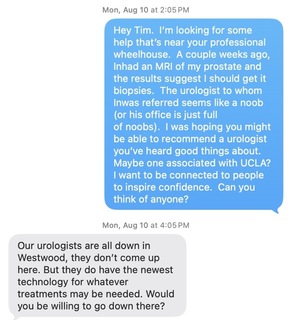 Mon, Aug 10 at 2:05 PM
Hey Tim.  I'm looking for some
help that's near your professional
wheelhouse.  A couple weeks ago,
Inhad an MRI of my prostate and
the results suggest I should get it
biopsies.  The urologist to whom
Inwas referred seems like a noob
(or his office is just full
of noobs).  I was hoping you might
be able to recommend a urologist
you've heard good things about.
Maybe one associated with UCLA?
I want to be connected to people
to inspire confidence.  Can you
think of anyone?
Mon, Aug 10 at 4:05 PM
Our urologists are all down in
Westwood, they don't come up
here. But they do have the newest
technology for whatever
treatments may be needed. Would
you be willing to go down there?